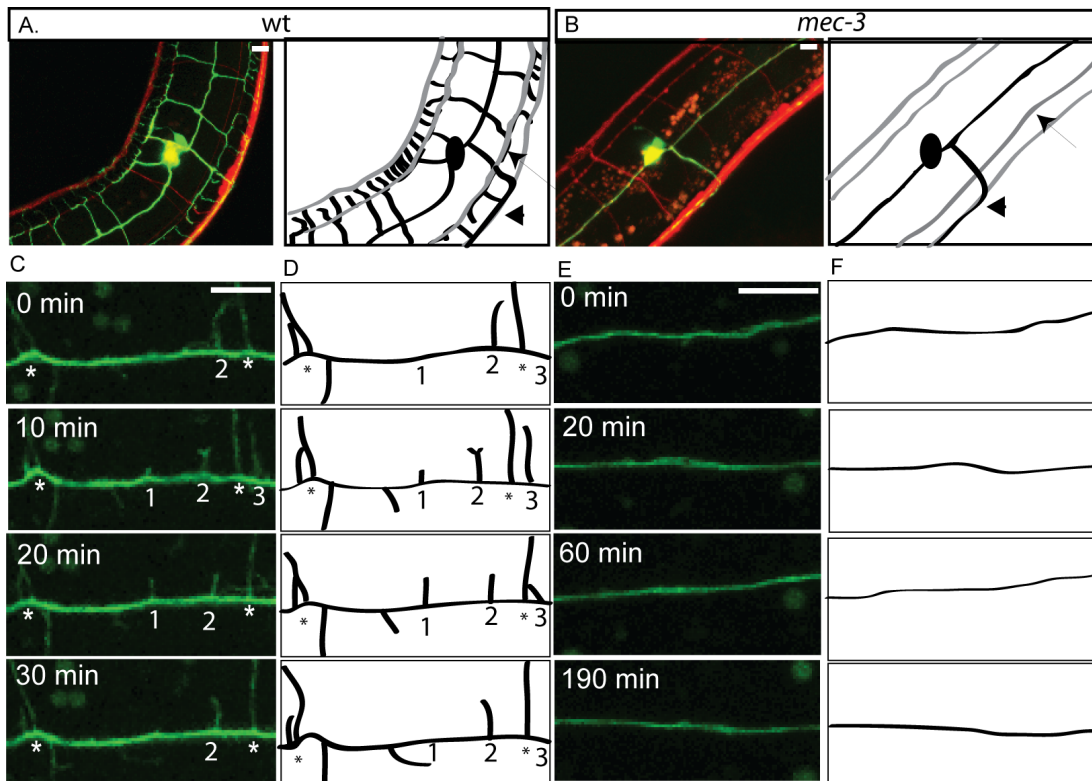 A. wt
B mec-3
C D E F
0 min
* 2 *
* 1 2 * 3
0 min
10 min
* 1 2 * 3
* 1 2 * 3
20 min
20 min
* 1 2 *
* 1 2 * 3
60 min
30 min
* 2 *
* 1 2 * 3
190 min